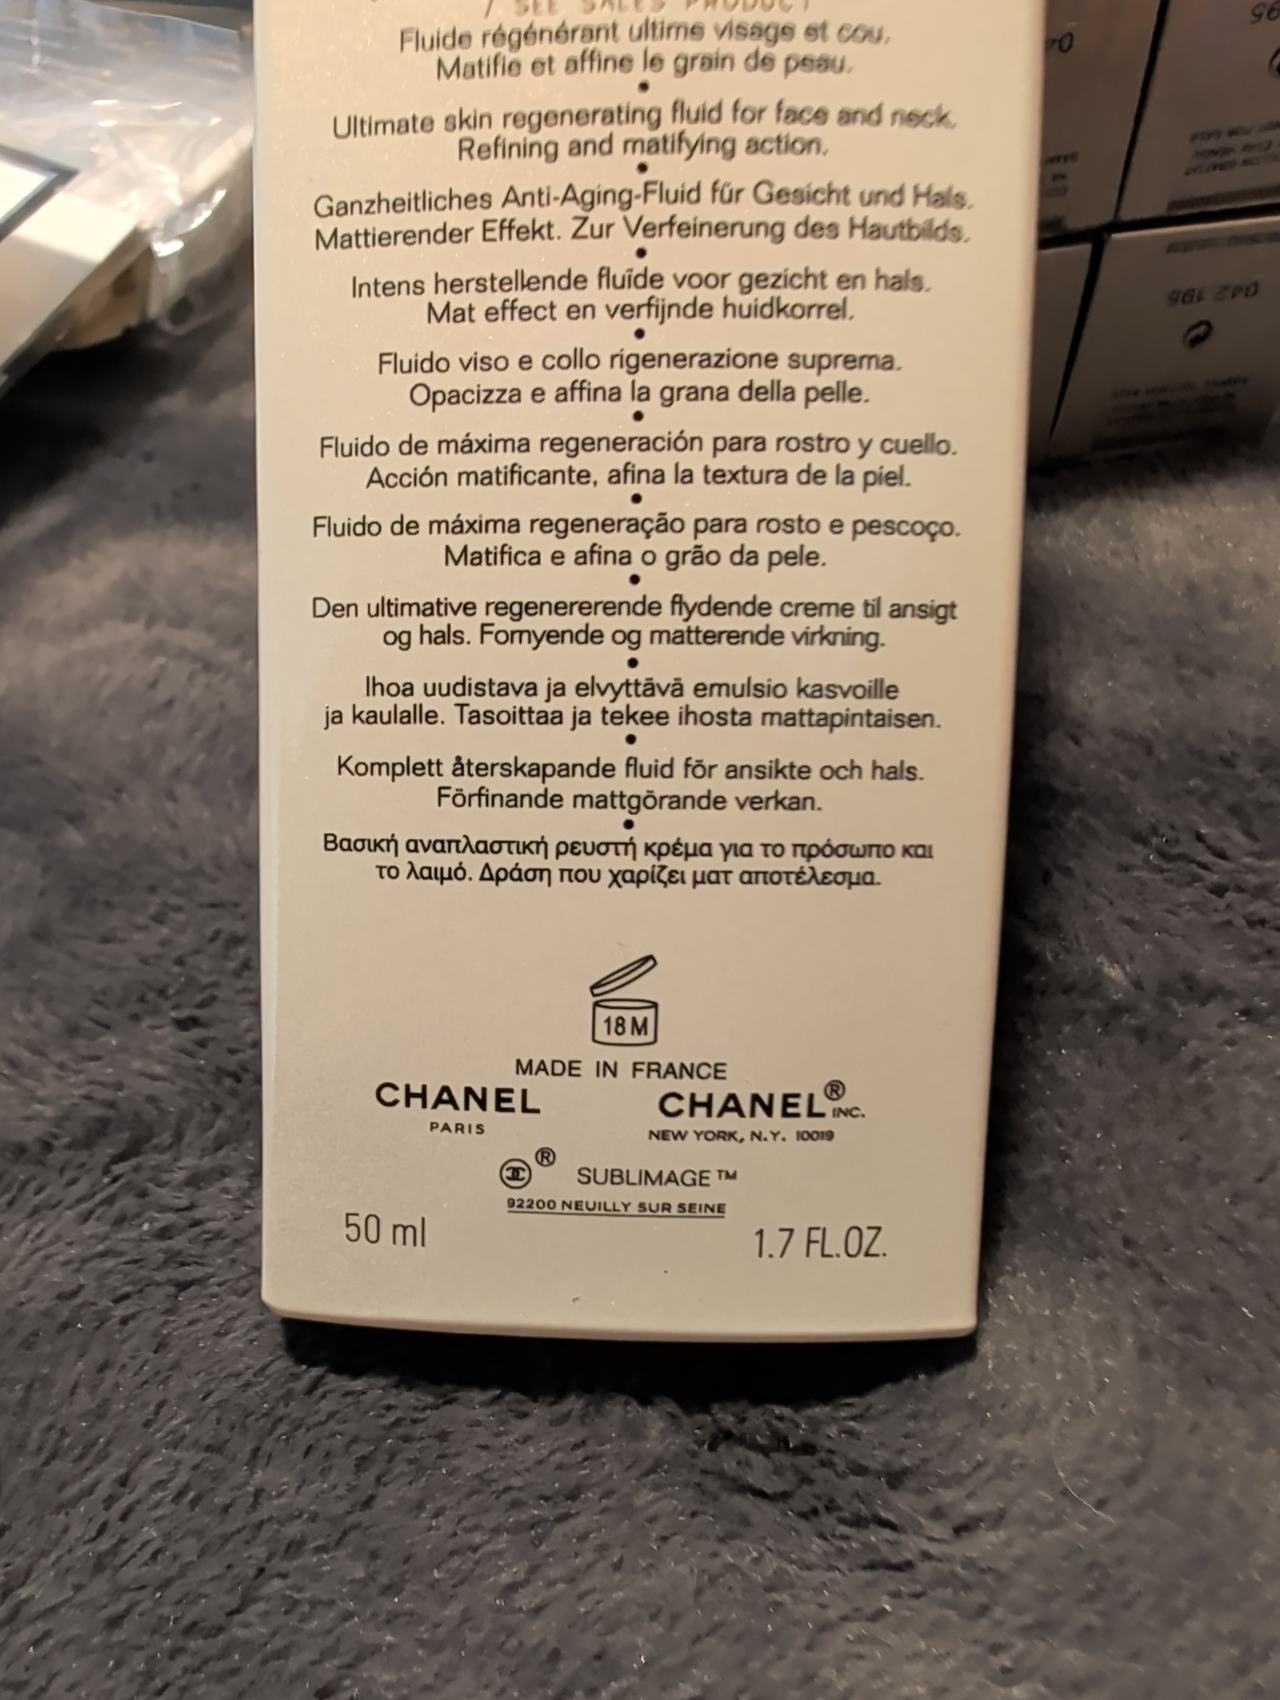 / SEE SALES PRODUCT
Fluide régénérant ultime visage et cou.
Matifie et affine le grain de peau.
•
Ultimate skin regenerating fluid for face and neck.
Refining and matifying action.
•
Ganzheitliches Anti-Aging-Fluid für Gesicht und Hals.
Mattierender Effekt. Zur Verfeinerung des Hautbilds.
•
Intens herstellende fluïde voor gezicht en hals.
Mat effect en verfijnde huidkorrel.
•
Fluido viso e collo rigenerazione suprema.
Opacizza e affina la grana della pelle.
•
Fluido de máxima regeneración para rostro y cuello.
Acción matificante, afina la textura de la piel.
•
Fluido de máxima regeneração para rosto e pescoço.
Matifica e afina o grão da pele.
•
Den ultimative regenererende flydende creme til ansigt
og hals. Fornyende og matterende virkning.
•
Ihoa uudistava ja elvyttävä emulsio kasvoille
ja kaulalle. Tasoittaa ja tekee ihosta mattapintaisen.
•
Komplett återskapande fluid för ansikte och hals.
Förfinande mattgörande verkan.
•
Βασική αναπλαστική ρευστή κρέμα για το πρόσωπο και
το λαιμό. Δράση που χαρίζει ματ αποτέλεσμα.
18 M
MADE IN FRANCE
CHANEL CHANEL® INC.
PARIS NEW YORK, N.Y. 10019
® SUBLIMAGE™
92200 NEUILLY SUR SEINE
50 ml 1.7 FL.OZ.
042 195